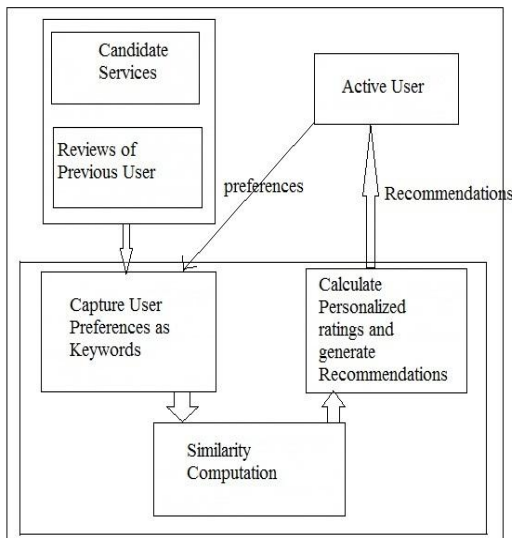 Candidate
Services
Reviews of
Previous User
Active User
preferences
Recommendations
Capture User
Preferences as
Keywords
Calculate
Personalized
ratings and
generate
Recommendations
Similarity
Computation